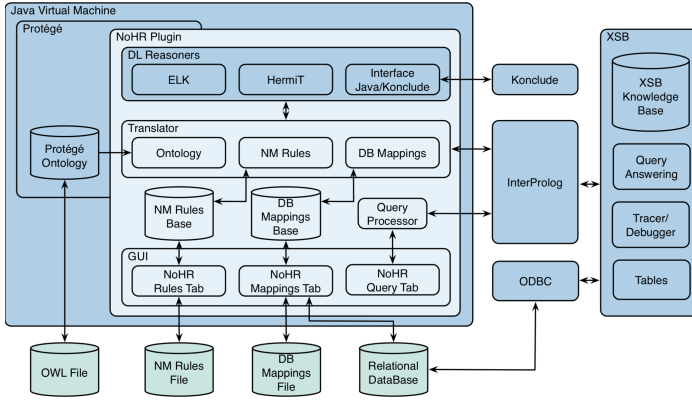 Java Virtual Machine
Protégé
NoHR Plugin
DL Reasoners
ELK
HermiT
Interface
Java/Konclude
Konclude
XSB
XSB
Knowledge
Base
Translator
Ontology
NM Rules
DB Mappings
Protégé
Ontology
InterProlog
Query
Answering
NM Rules
Base
DB
Mappings
Base
Query
Processor
Tracer/
Debugger
GUI
NoHR
Rules Tab
NoHR
Mappings Tab
NoHR
Query Tab
ODBC
Tables
OWL File
NM Rules
File
DB
Mappings
File
Relational
DataBase